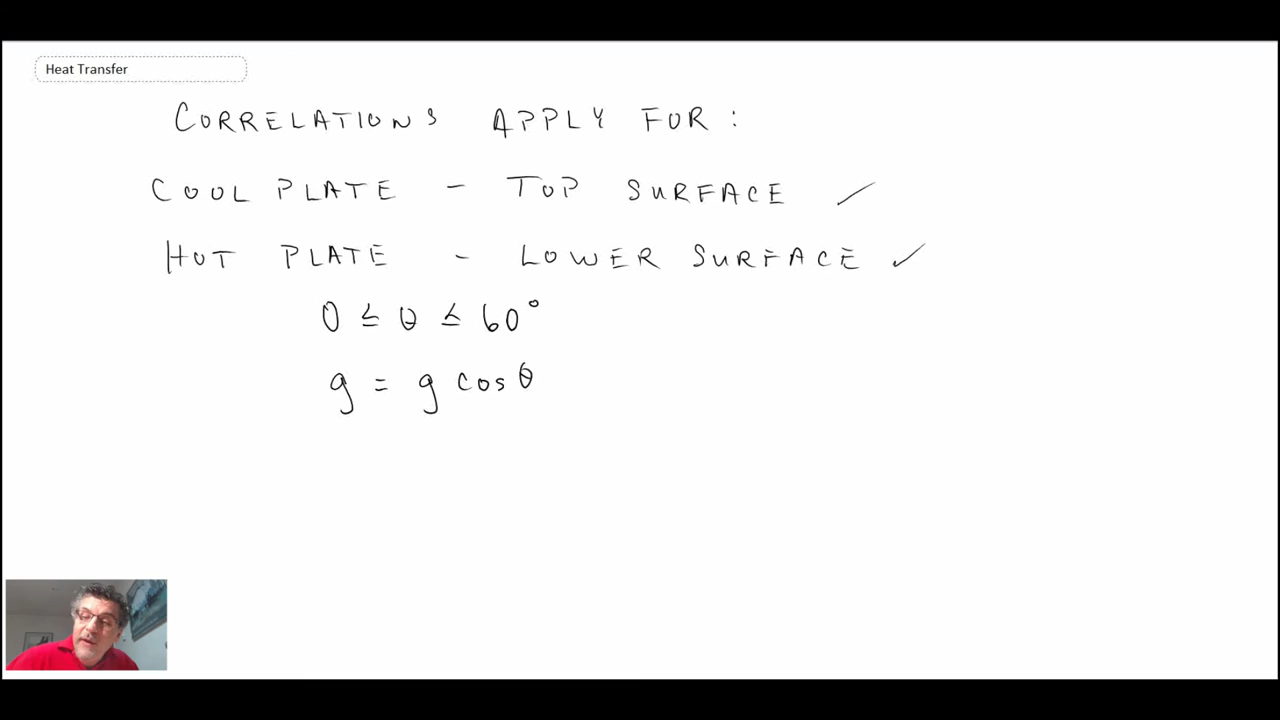 Heat Transfer
CORRELATIONS APPLY FOR :
COOL PLATE - TOP SURFACE ✓
HOT PLATE - LOWER SURFACE ✓
0 ≤ θ ≤ 60°
g = g cos θ